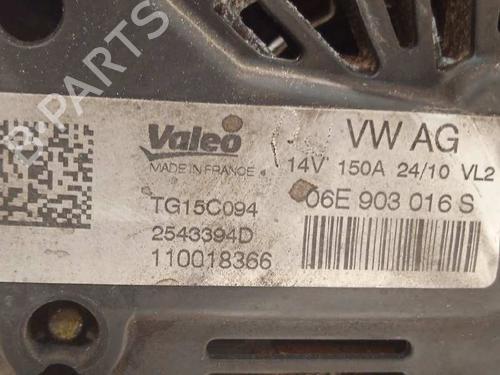 B-PARTS
Valeo
MADE IN FRANCE
VW AG
14V 150A 24/10 VL2
TG15C094
06E 903 016 S
2543394D
110018366